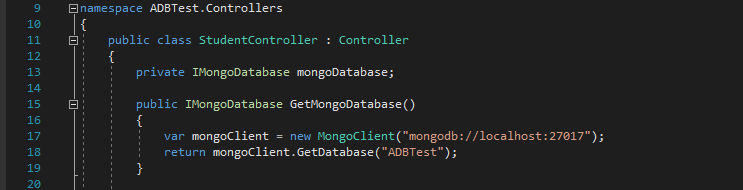 9 namespace ADBTest.Controllers
10 {
11 public class StudentController : Controller
12 {
13 private IMongoDatabase mongoDatabase;
14
15 public IMongoDatabase GetMongoDatabase()
16 {
17 var mongoClient = new MongoClient("mongodb://localhost:27017");
18 return mongoClient.GetDatabase("ADBTest");
19 }
20